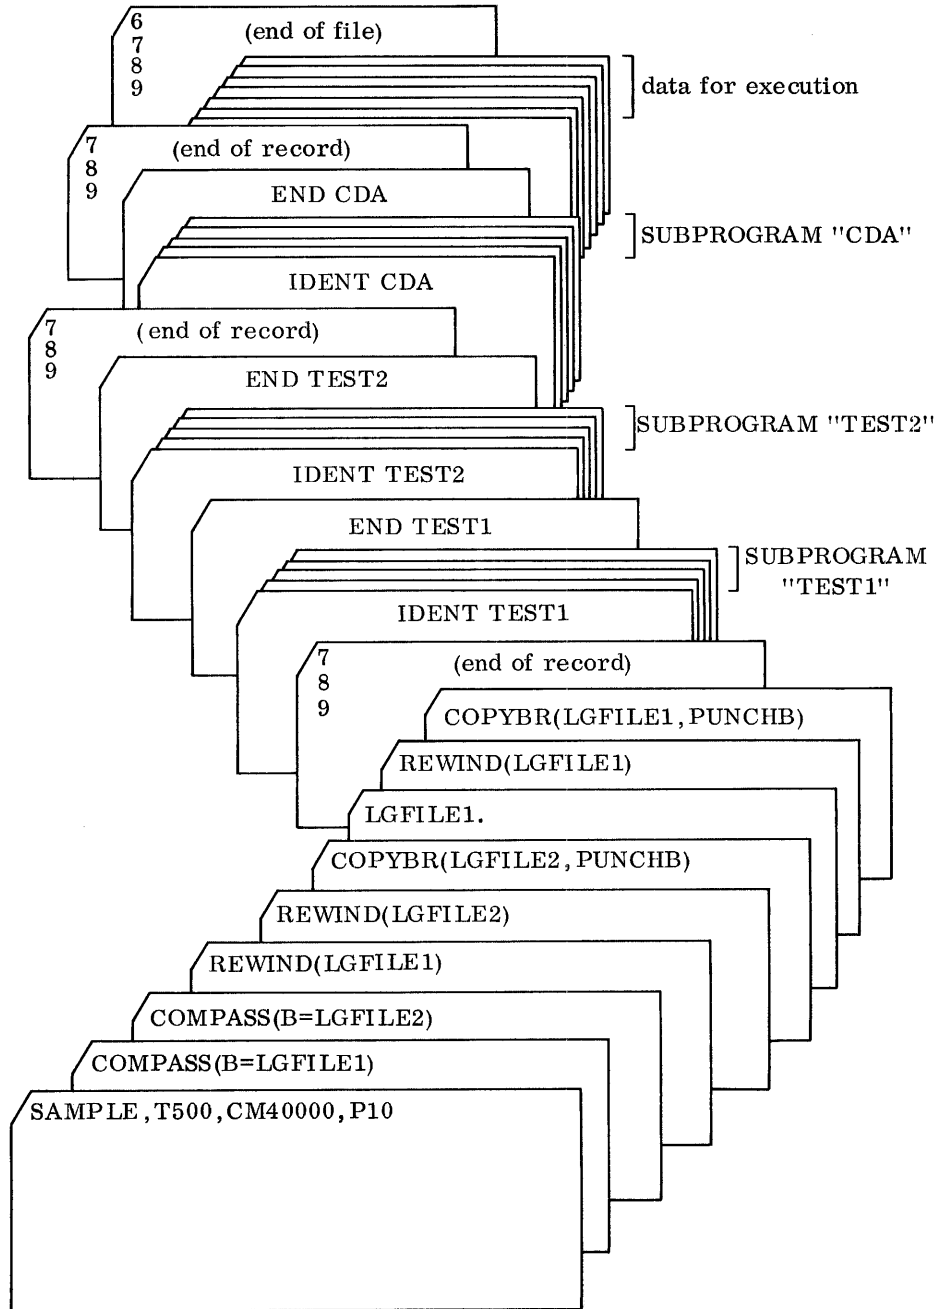 6
7
8
9
(end of file)
data for execution
7
8
9
(end of record)
END CDA
SUBPROGRAM "CDA"
IDENT CDA
7
8
9
(end of record)
END TEST2
SUBPROGRAM "TEST2"
IDENT TEST2
END TEST1
SUBPROGRAM
"TEST1"
IDENT TEST1
7
8
9
(end of record)
COPYBR(LGFILE1,PUNCHB)
REWIND(LGFILE1)
LGFILE1.
COPYBR(LGFILE2,PUNCHB)
REWIND(LGFILE2)
REWIND(LGFILE1)
COMPASS(B=LGFILE2)
COMPASS(B=LGFILE1)
SAMPLE,T500,CM40000,P10